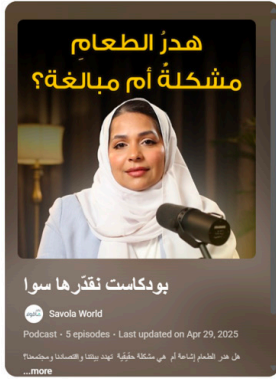 هدرُ الطعامِ
مشكلةٌ أم مبالغة؟
بودكاست نقدّرها سوا
Savola World
Podcast • 5 episodes • Last updated on Apr 29, 2025
هل هدر الطعام إشاعة أم هي مشكلة حقيقية تهدد بيئتنا واقتصادنا ومجتمعنا؟
...more